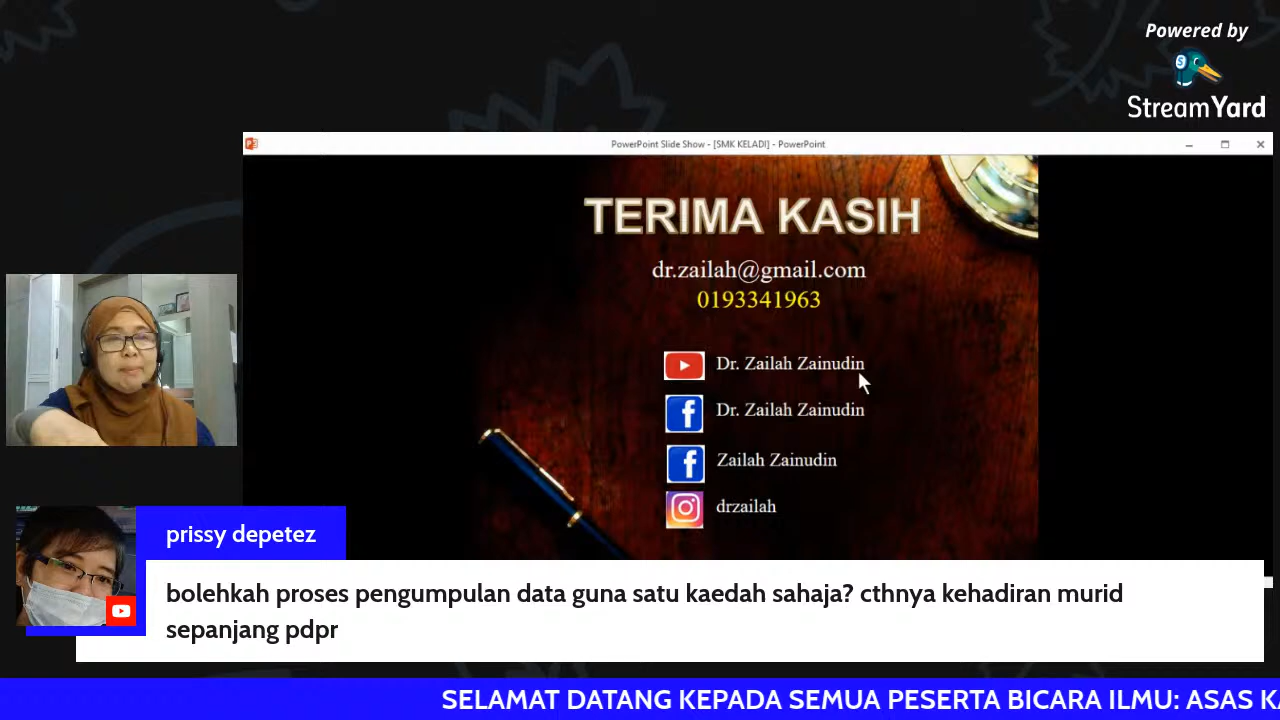 Powered by
StreamYard
PowerPoint Slide Show - [SMK KELADI] - PowerPoint
TERIMA KASIH
dr.zailah@gmail.com
0193341963
Dr. Zailah Zainudin
Dr. Zailah Zainudin
Zailah Zainudin
drzailah
prissy depetez
bolehkah proses pengumpulan data guna satu kaedah sahaja? cthnya kehadiran murid
sepanjang pdpr
SELAMAT DATANG KEPADA SEMUA PESERTA BICARA ILMU: ASAS KA